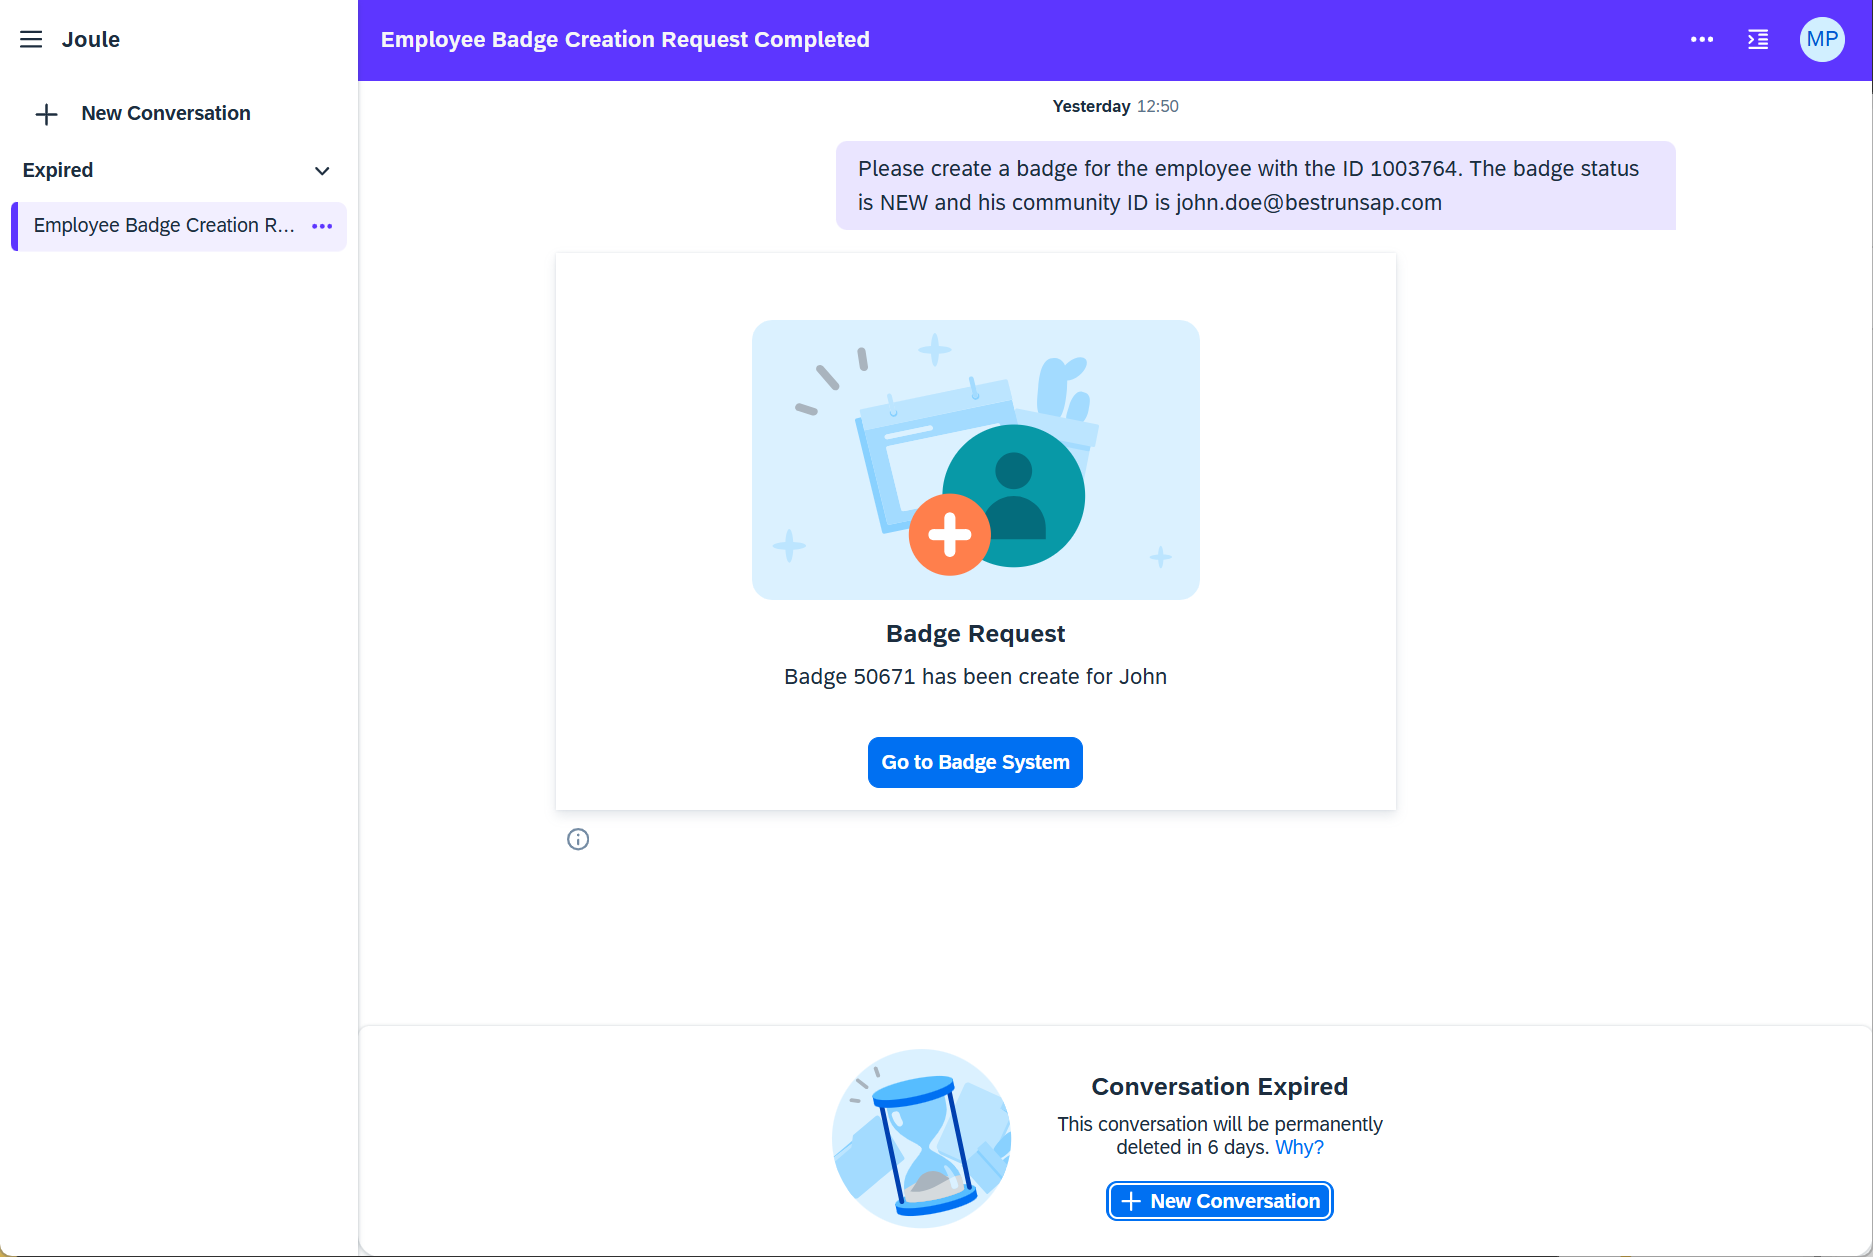 Joule
New Conversation
Expired
Employee Badge Creation R...
Employee Badge Creation Request Completed
MP
Yesterday 12:50
Please create a badge for the employee with the ID 1003764. The badge status
is NEW and his community ID is john.doe@bestrunsap.com
Badge Request
Badge 50671 has been create for John
Go to Badge System
Conversation Expired
This conversation will be permanently
deleted in 6 days. Why?
New Conversation